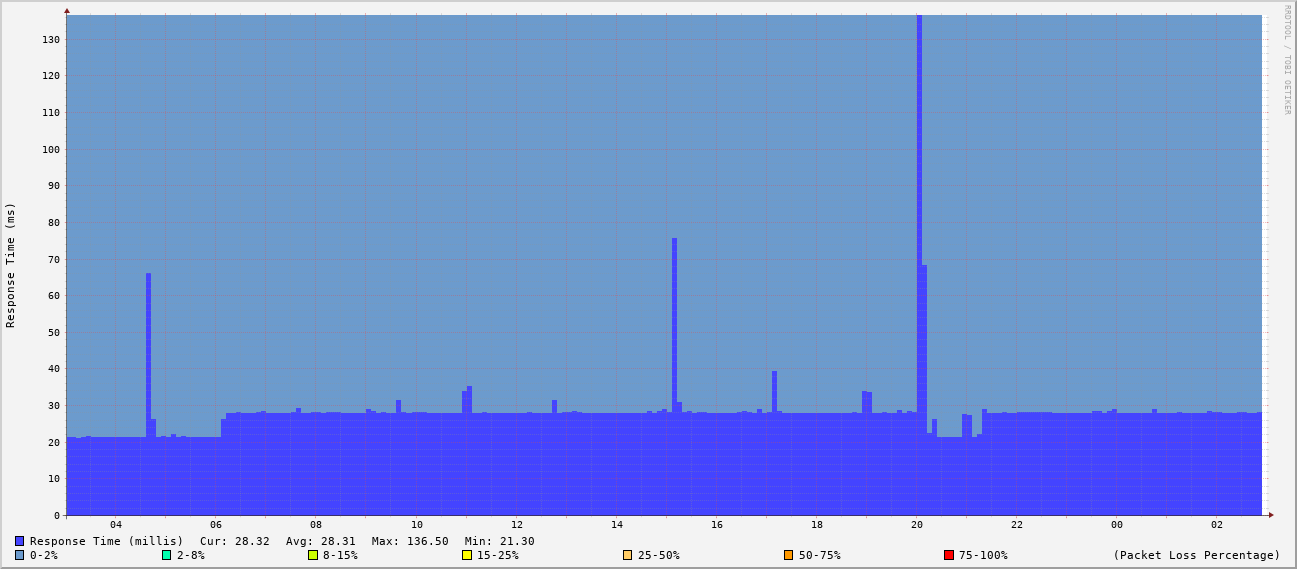 RRDTOOL / TOBI OETIKER
Response Time (ms)
130
120
110
100
90
80
70
60
50
40
30
20
10
0
04 06 08 10 12 14 16 18 20 22 00 02
Response Time (millis) Cur: 28.32 Avg: 28.31 Max: 136.50 Min: 21.30
0-2% 2-8% 8-15% 15-25% 25-50% 50-75% 75-100% (Packet Loss Percentage)